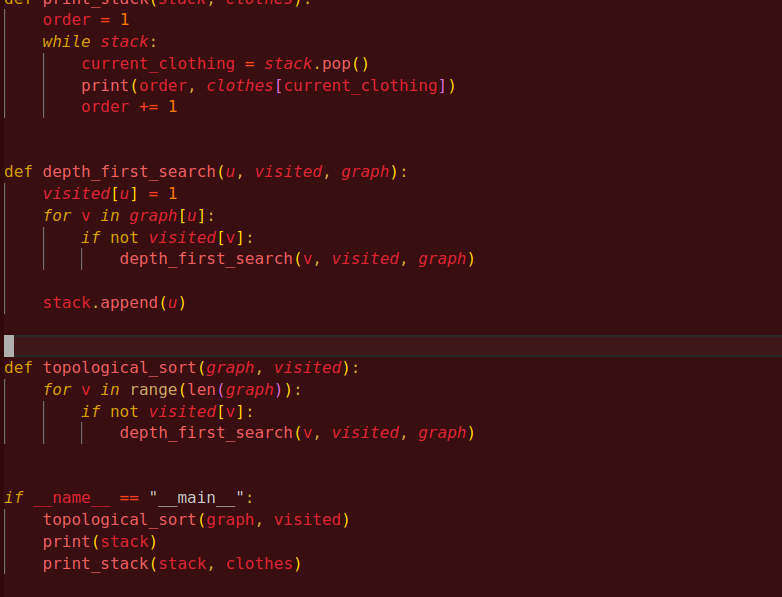 def print_stack(stack, clothes):
    order = 1
    while stack:
        current_clothing = stack.pop()
        print(order, clothes[current_clothing])
        order += 1
def depth_first_search(u, visited, graph):
    visited[u] = 1
    for v in graph[u]:
        if not visited[v]:
            depth_first_search(v, visited, graph)
    stack.append(u)
def topological_sort(graph, visited):
    for v in range(len(graph)):
        if not visited[v]:
            depth_first_search(v, visited, graph)
if __name__ == "__main__":
    topological_sort(graph, visited)
    print(stack)
    print_stack(stack, clothes)